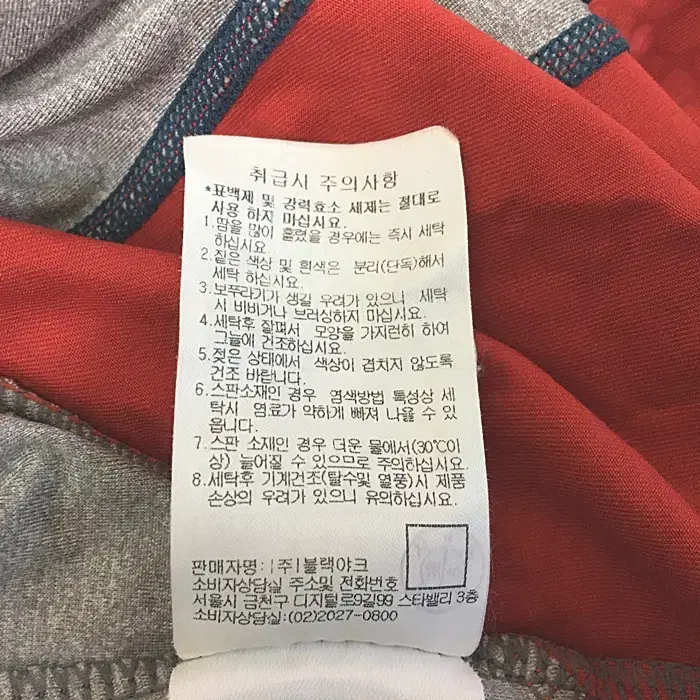 취급시 주의사항
*표백제 및 강력효소 세제는 절대로
사용 하지 마십시요.
1.땀을 많이 흘렸을 경우에는 즉시 세탁
하십시요.
2.짙은 색상 및 흰색은 분리(단독)해서
세탁 하십시요.
3.보푸라기가 생길 우려가 있으니 세탁
시 비비거나 브러싱하지 마십시요.
4.세탁후 잘펴서 모양을 가지런히 하여
그늘에 건조하십시요.
5.젖은 상태에서 색상이 겹치지 않도록
건조 바랍니다.
6.스판소재인 경우 염색방법 특성상 세
탁시 염료가 약하게 빠져 나올 수 있
읍니다.
7.스판 소재인 경우 더운 물에서(30℃이
상) 늘어질 수 있으므로 주의하십시요.
8.세탁후 기계건조(탈수및 열풍)시 제품
손상의 우려가 있으니 유의하십시요.
판매자명: (주)블랙야크
소비자상담실 주소및 전화번호
서울시 금천구 디지털로9길99 스타밸리 3층
소비자상담실:(02)2027-0800